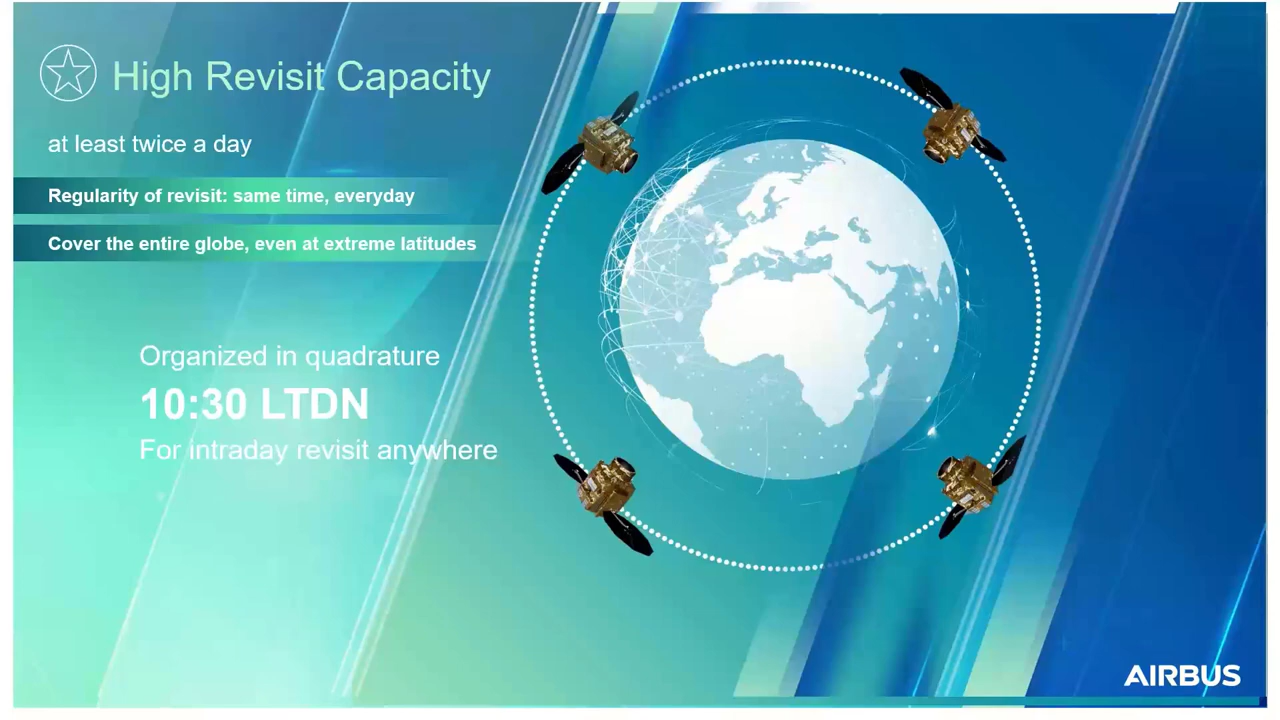 High Revisit Capacity
at least twice a day
Regularity of revisit: same time, everyday
Cover the entire globe, even at extreme latitudes
Organized in quadrature
10:30 LTDN
For intraday revisit anywhere
AIRBUS